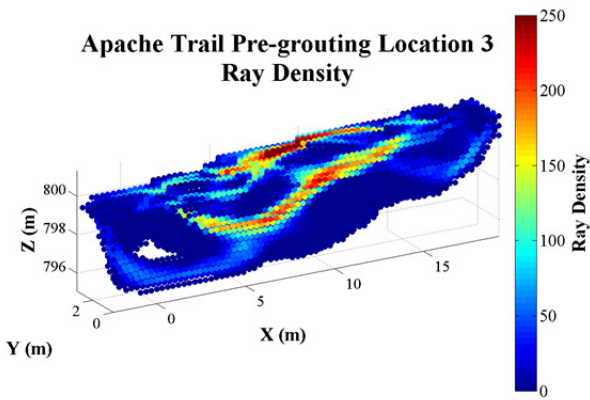 Apache Trail Pre-grouting Location 3
Ray Density
250
200
150
100
50
0
Ray Density
800
798
796
Z (m)
2
0
Y (m)
0
5
10
15
X (m)